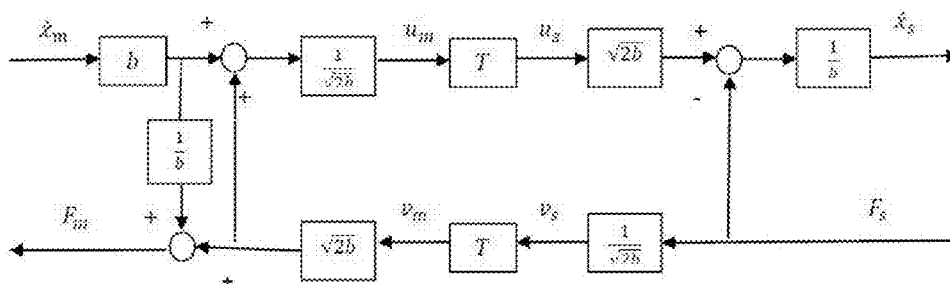 ẋm + um us + ẋs
b 1/√2b T √2b 1/b
+ -
1/b
Fm + vm vs Fs
√2b T 1/√2b
+